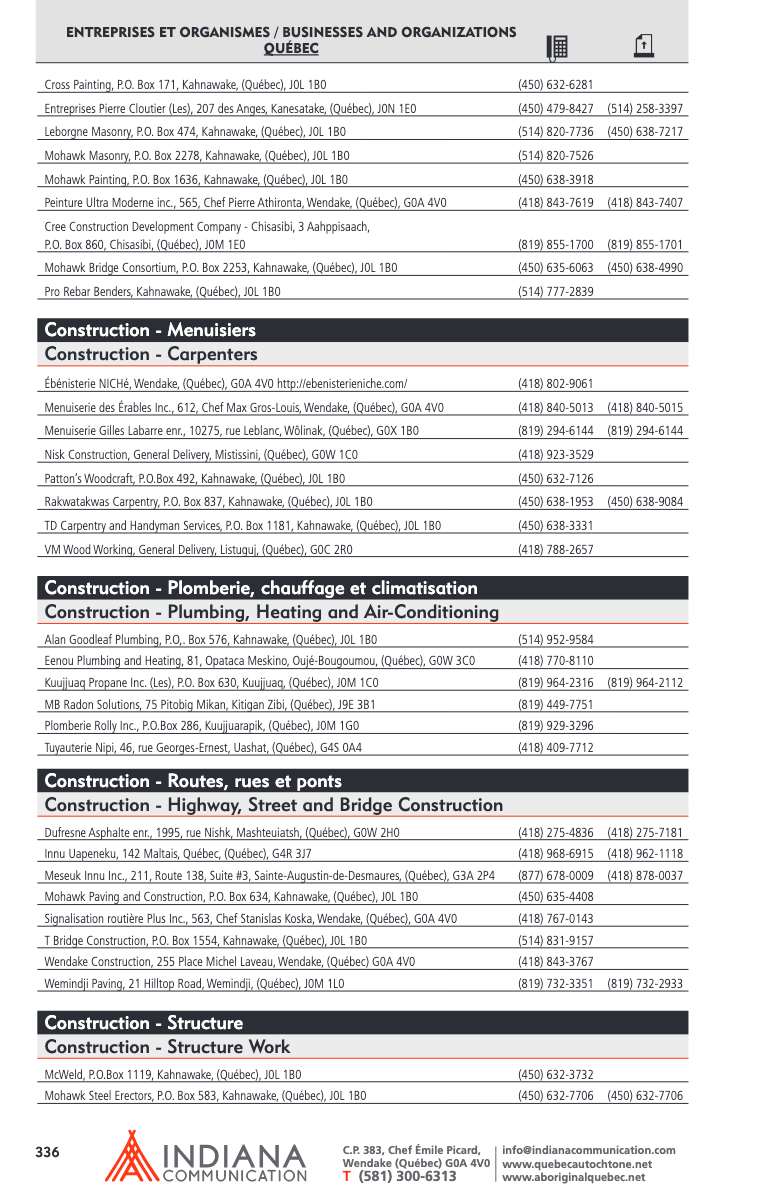 ENTREPRISES ET ORGANISMES / BUSINESSES AND ORGANIZATIONS
QUÉBEC
Cross Painting, P.O. Box 171, Kahnawake, (Québec), J0L 1B0 (450) 632-6281
Entreprises Pierre Cloutier (Les), 207 des Anges, Kanesatake, (Québec), J0N 1E0 (450) 479-8427 (514) 258-3397
Leborgne Masonry, P.O. Box 474, Kahnawake, (Québec), J0L 1B0 (514) 820-7736 (450) 638-7217
Mohawk Masonry, P.O. Box 2278, Kahnawake, (Québec), J0L 1B0 (514) 820-7526
Mohawk Painting, P.O. Box 1636, Kahnawake, (Québec), J0L 1B0 (450) 638-3918
Peinture Ultra Moderne inc., 565, Chef Pierre Athironta, Wendake, (Québec), G0A 4V0 (418) 843-7619 (418) 843-7407
Cree Construction Development Company - Chisasibi, 3 Aahppisaach,
P.O. Box 860, Chisasibi, (Québec), J0M 1E0 (819) 855-1700 (819) 855-1701
Mohawk Bridge Consortium, P.O. Box 2253, Kahnawake, (Québec), J0L 1B0 (450) 635-6063 (450) 638-4990
Pro Rebar Benders, Kahnawake, (Québec), J0L 1B0 (514) 777-2839
Construction - Menuisiers
Construction - Carpenters
Ébénisterie NICHé, Wendake, (Québec), G0A 4V0 http://ebenisterieniche.com/ (418) 802-9061
Menuiserie des Érables Inc., 612, Chef Max Gros-Louis, Wendake, (Québec), G0A 4V0 (418) 840-5013 (418) 840-5015
Menuiserie Gilles Labarre enr., 10275, rue Leblanc, Wôlinak, (Québec), G0X 1B0 (819) 294-6144 (819) 294-6144
Nisk Construction, General Delivery, Mistissini, (Québec), G0W 1C0 (418) 923-3529
Patton's Woodcraft, P.O.Box 492, Kahnawake, (Québec), J0L 1B0 (450) 632-7126
Rakwatakwas Carpentry, P.O. Box 837, Kahnawake, (Québec), J0L 1B0 (450) 638-1953 (450) 638-9084
TD Carpentry and Handyman Services, P.O. Box 1181, Kahnawake, (Québec), J0L 1B0 (450) 638-3331
VM Wood Working, General Delivery, Listuguj, (Québec), G0C 2R0 (418) 788-2657
Construction - Plomberie, chauffage et climatisation
Construction - Plumbing, Heating and Air-Conditioning
Alan Goodleaf Plumbing, P.O,. Box 576, Kahnawake, (Québec), J0L 1B0 (514) 952-9584
Eenou Plumbing and Heating, 81, Opataca Meskino, Oujé-Bougoumou, (Québec), G0W 3C0 (418) 770-8110
Kuujjuaq Propane Inc. (Les), P.O. Box 630, Kuujjuaq, (Québec), J0M 1C0 (819) 964-2316 (819) 964-2112
MB Radon Solutions, 75 Pitobig Mikan, Kitigan Zibi, (Québec), J9E 3B1 (819) 449-7751
Plomberie Rolly Inc., P.O.Box 286, Kuujjuarapik, (Québec), J0M 1G0 (819) 929-3296
Tuyauterie Nipi, 46, rue Georges-Ernest, Uashat, (Québec), G4S 0A4 (418) 409-7712
Construction - Routes, rues et ponts
Construction - Highway, Street and Bridge Construction
Dufresne Asphalte enr., 1995, rue Nishk, Mashteuiatsh, (Québec), G0W 2H0 (418) 275-4836 (418) 275-7181
Innu Uapeneku, 142 Maltais, Québec, (Québec), G4R 3J7 (418) 968-6915 (418) 962-1118
Meseuk Innu Inc., 211, Route 138, Suite #3, Sainte-Augustin-de-Desmaures, (Québec), G3A 2P4 (877) 678-0009 (418) 878-0037
Mohawk Paving and Construction, P.O. Box 634, Kahnawake, (Québec), J0L 1B0 (450) 635-4408
Signalisation routière Plus Inc., 563, Chef Stanislas Koska, Wendake, (Québec), G0A 4V0 (418) 767-0143
T Bridge Construction, P.O. Box 1554, Kahnawake, (Québec), J0L 1B0 (514) 831-9157
Wendake Construction, 255 Place Michel Laveau, Wendake, (Québec) G0A 4V0 (418) 843-3767
Wemindji Paving, 21 Hilltop Road, Wemindji, (Québec), J0M 1L0 (819) 732-3351 (819) 732-2933
Construction - Structure
Construction - Structure Work
McWeld, P.O.Box 1119, Kahnawake, (Québec), J0L 1B0 (450) 632-3732
Mohawk Steel Erectors, P.O. Box 583, Kahnawake, (Québec), J0L 1B0 (450) 632-7706 (450) 632-7706
336
INDIANA
COMMUNICATION
C.P. 383, Chef Émile Picard,
Wendake (Québec) G0A 4V0
T (581) 300-6313
info@indianacommunication.com
www.quebecautochtone.net
www.aboriginalquebec.net